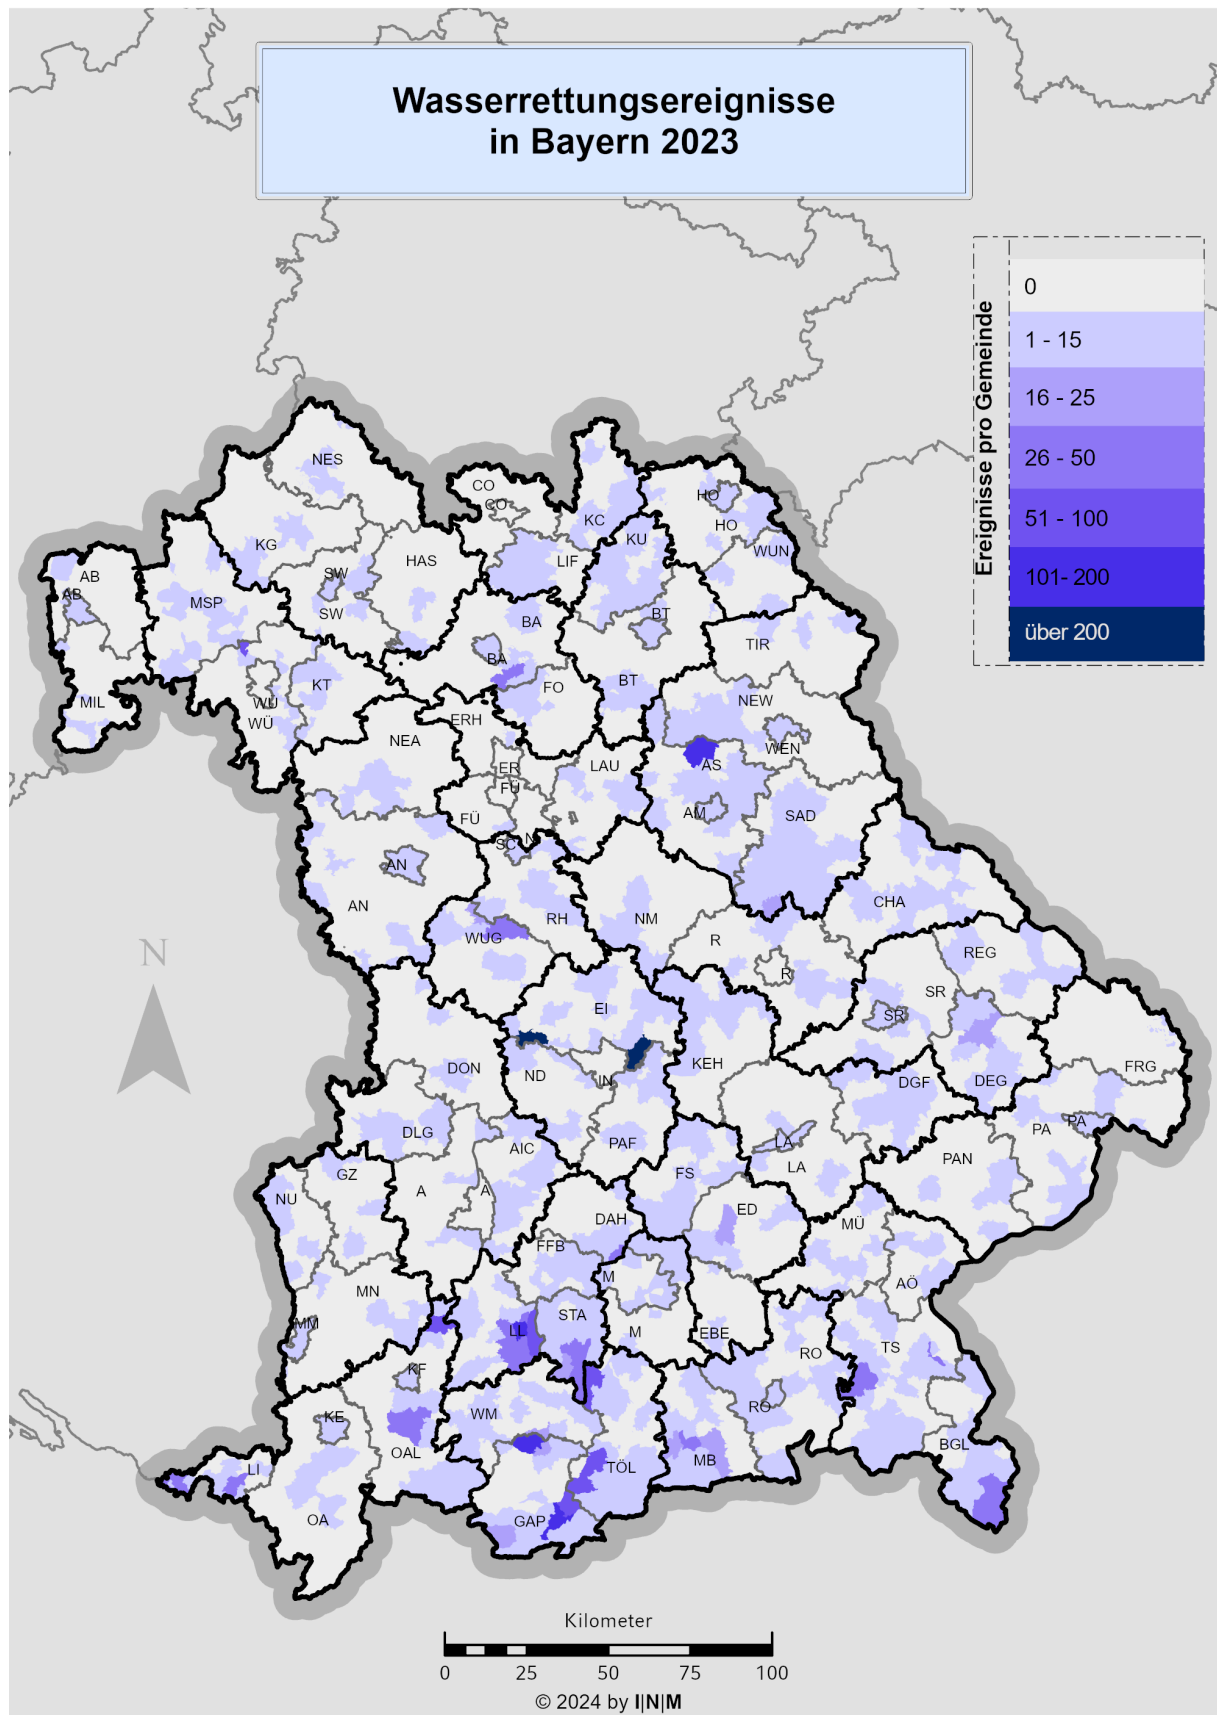 Wasserrettungsereignisse
in Bayern 2023
Ereignisse pro Gemeinde
0
1 - 15
16 - 25
26 - 50
51 - 100
101- 200
über 200
NES
CO
CO
KC
HO
HO
KU
WUN
KG
HAS
LIF
SW
SW
AB
AB
MSP
BA
BA
BT
BT
TIR
KT
FO
MIL
WÜ
WÜ
ERH
NEA
NEW
WEN
ER
FÜ
FÜ
LAU
AS
AM
SAD
SC
N
AN
AN
RH
NM
CHA
WUG
R
R
REG
EI
SR
SR
ND
IN
KEH
DGF
DEG
FRG
DON
DLG
AIC
PAF
LA
LA
PA
PA
PAN
GZ
NU
A
A
FS
DAH
ED
MÜ
FFB
M
M
AÖ
MN
MM
LL
STA
EBE
RO
RO
TS
KF
KE
WM
OAL
TÖL
MB
BGL
LI
OA
GAP
N
Kilometer
0 25 50 75 100
© 2024 by I|N|M